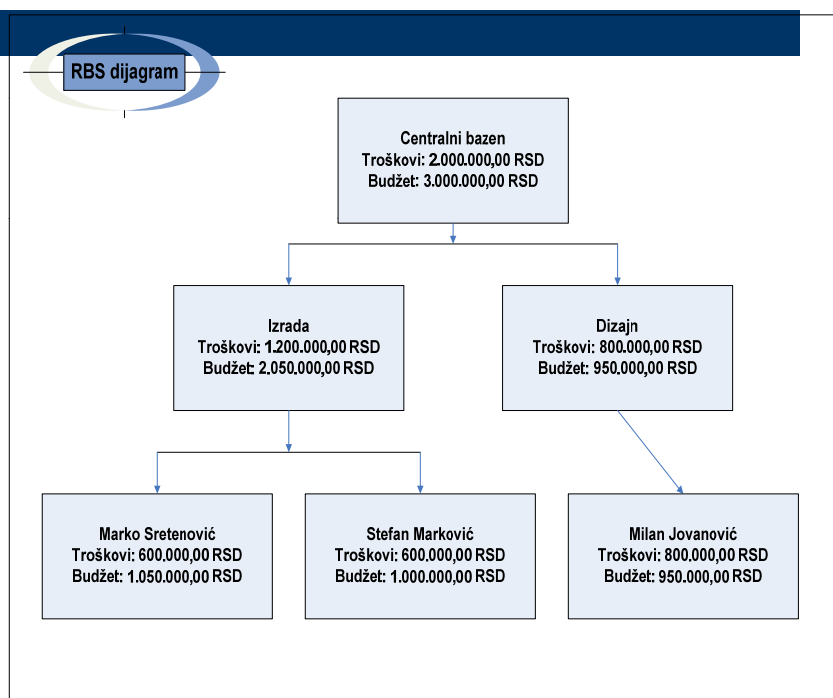 RBS dijagram
Centralni bazen
Troškovi: 2.000.000,00 RSD
Budžet: 3.000.000,00 RSD
Izrada
Troškovi: 1.200.000,00 RSD
Budžet: 2.050.000,00 RSD
Dizajn
Troškovi: 800.000,00 RSD
Budžet: 950.000,00 RSD
Marko Sretenović
Troškovi: 600.000,00 RSD
Budžet: 1.050.000,00 RSD
Stefan Marković
Troškovi: 600.000,00 RSD
Budžet: 1.000.000,00 RSD
Milan Jovanović
Troškovi: 800.000,00 RSD
Budžet: 950.000,00 RSD